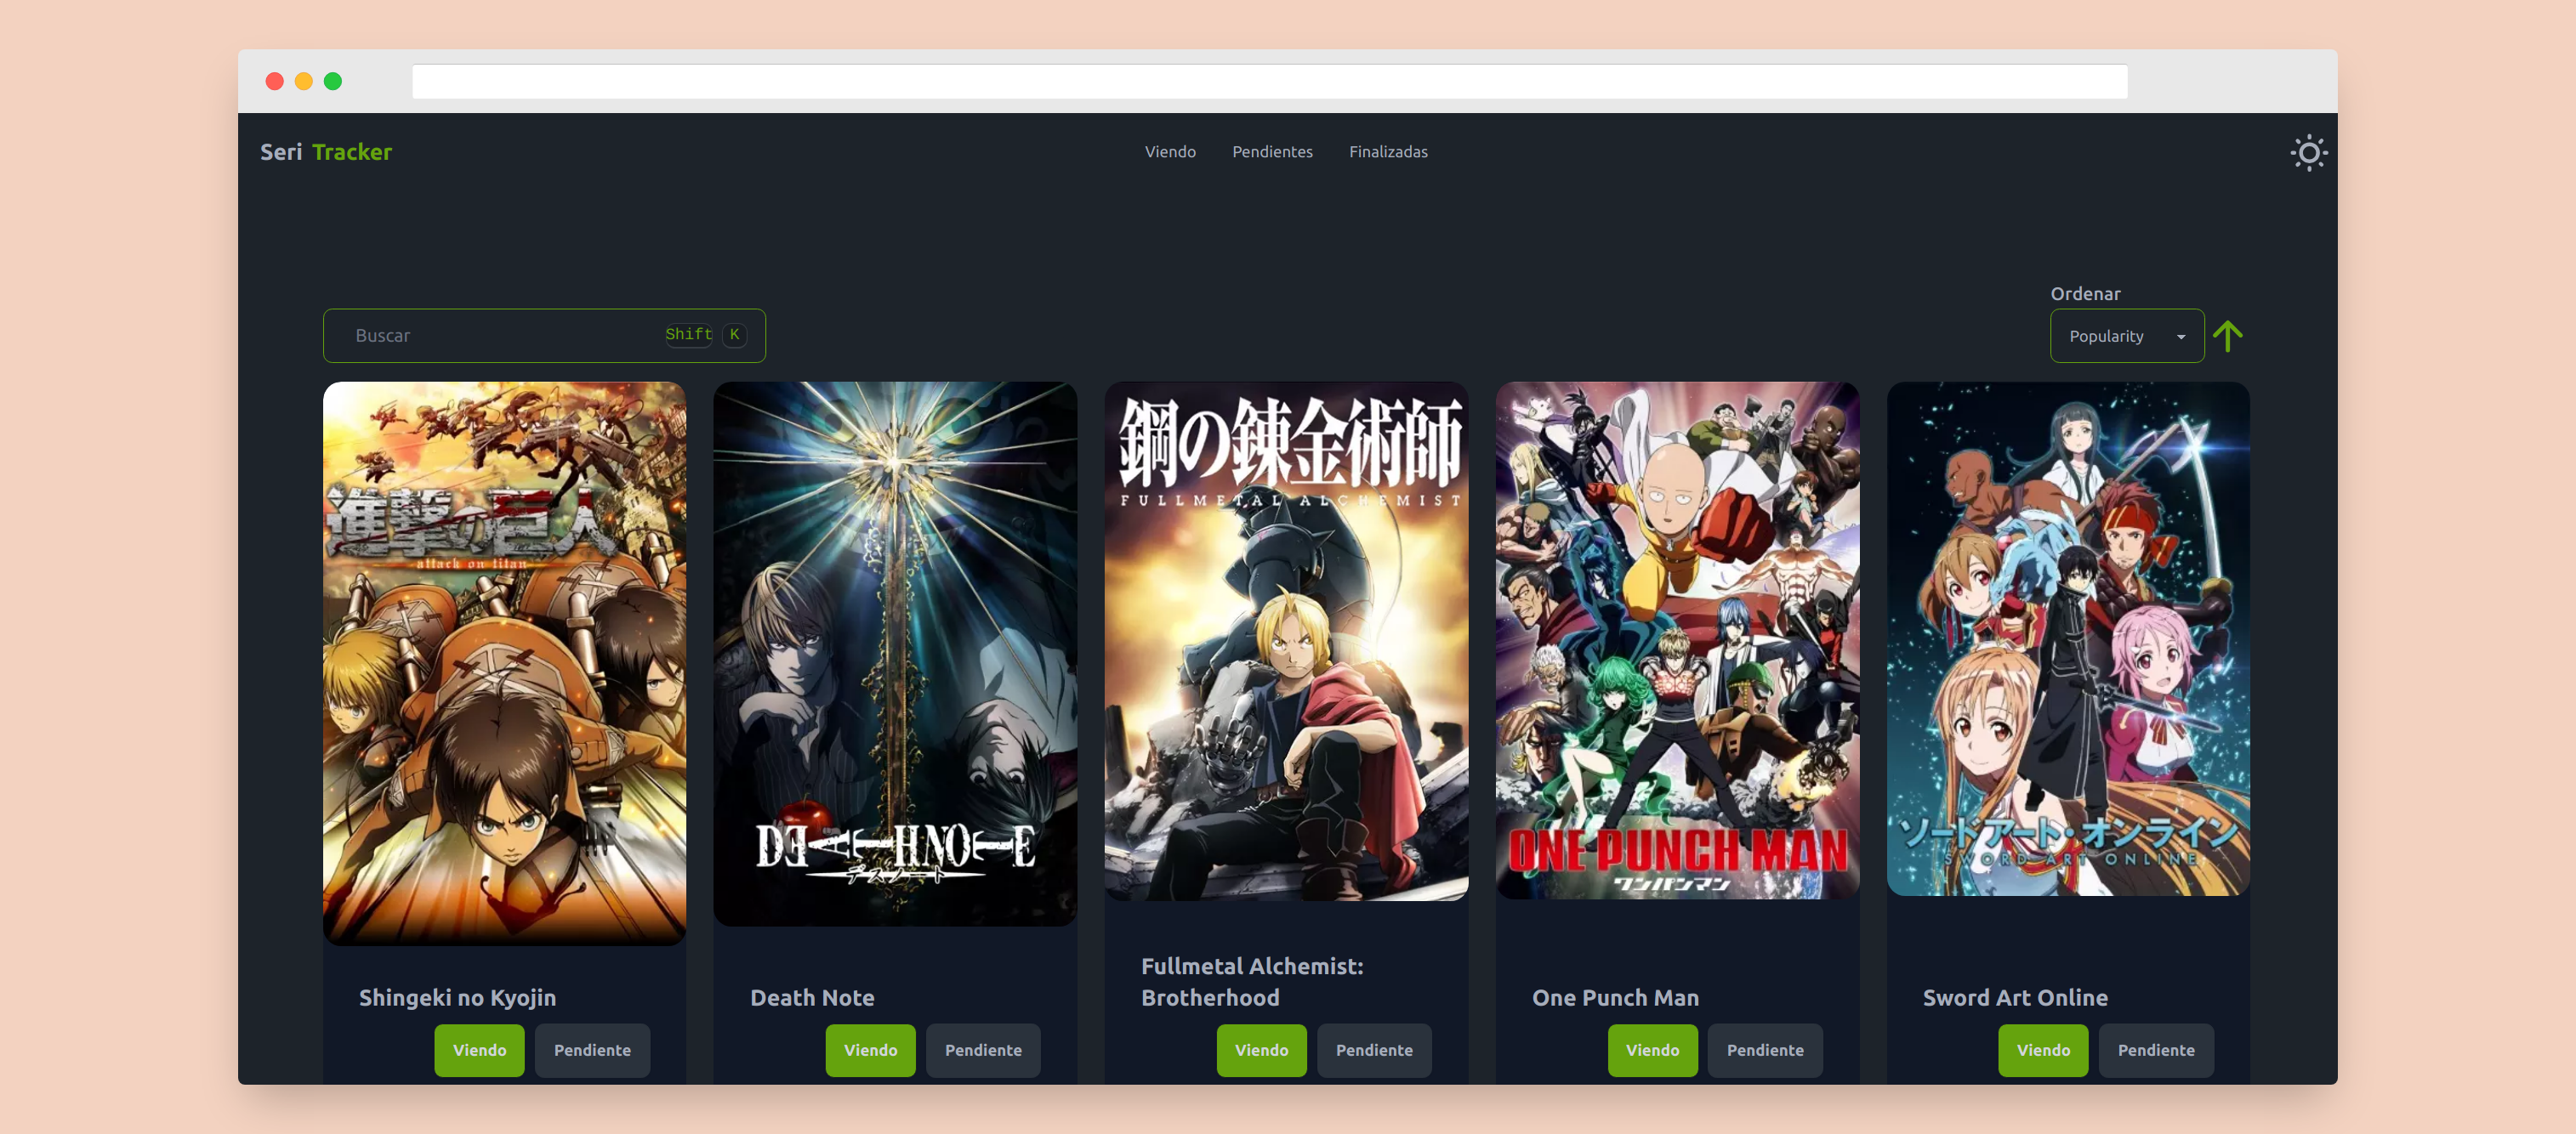 Seri Tracker
Viendo Pendientes Finalizadas
Ordenar
Buscar Shift K
Popularity
進撃の巨人
attack on titan
DEATH NOTE
デスノート
鋼の錬金術師
FULLMETAL ALCHEMIST
ONE PUNCH MAN
ワンパンマン
ソードアート・オンライン
SWORD ART ONLINE
Shingeki no Kyojin
Viendo Pendiente
Death Note
Viendo Pendiente
Fullmetal Alchemist:
Brotherhood
Viendo Pendiente
One Punch Man
Viendo Pendiente
Sword Art Online
Viendo Pendiente